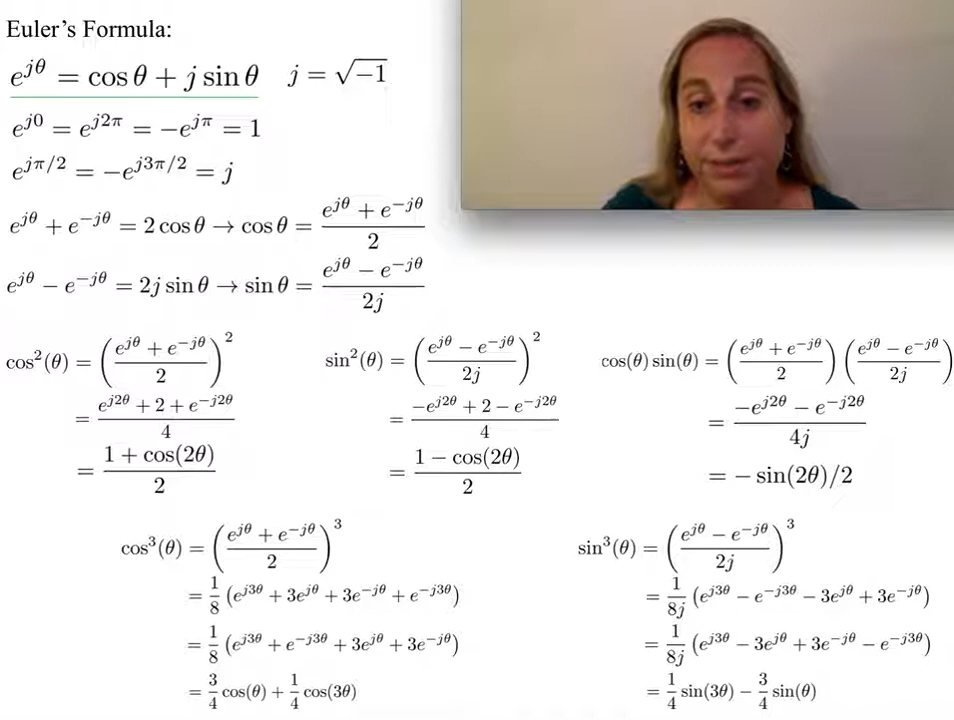 Euler's Formula:
e^{jθ} = cos θ + j sin θ    j = √−1
e^{j0} = e^{j2π} = −e^{jπ} = 1
e^{jπ/2} = −e^{j3π/2} = j
e^{jθ} + e^{−jθ} = 2 cos θ → cos θ = (e^{jθ} + e^{−jθ})/2
e^{jθ} − e^{−jθ} = 2j sin θ → sin θ = (e^{jθ} − e^{−jθ})/2j
cos²(θ) = ((e^{jθ} + e^{−jθ})/2)²
= (e^{j2θ} + 2 + e^{−j2θ})/4
= (1 + cos(2θ))/2
sin²(θ) = ((e^{jθ} − e^{−jθ})/2j)²
= (−e^{j2θ} + 2 − e^{−j2θ})/4
= (1 − cos(2θ))/2
cos(θ) sin(θ) = ((e^{jθ} + e^{−jθ})/2) ((e^{jθ} − e^{−jθ})/2j)
= (−e^{j2θ} − e^{−j2θ})/4j
= − sin(2θ)/2
cos³(θ) = ((e^{jθ} + e^{−jθ})/2)³
= 1/8 (e^{j3θ} + 3e^{jθ} + 3e^{−jθ} + e^{−j3θ})
= 1/8 (e^{j3θ} + e^{−j3θ} + 3e^{jθ} + 3e^{−jθ})
= 3/4 cos(θ) + 1/4 cos(3θ)
sin³(θ) = ((e^{jθ} − e^{−jθ})/2j)³
= 1/8j (e^{j3θ} − e^{−j3θ} − 3e^{jθ} + 3e^{−jθ})
= 1/8j (e^{j3θ} − 3e^{jθ} + 3e^{−jθ} − e^{−j3θ})
= 1/4 sin(3θ) − 3/4 sin(θ)